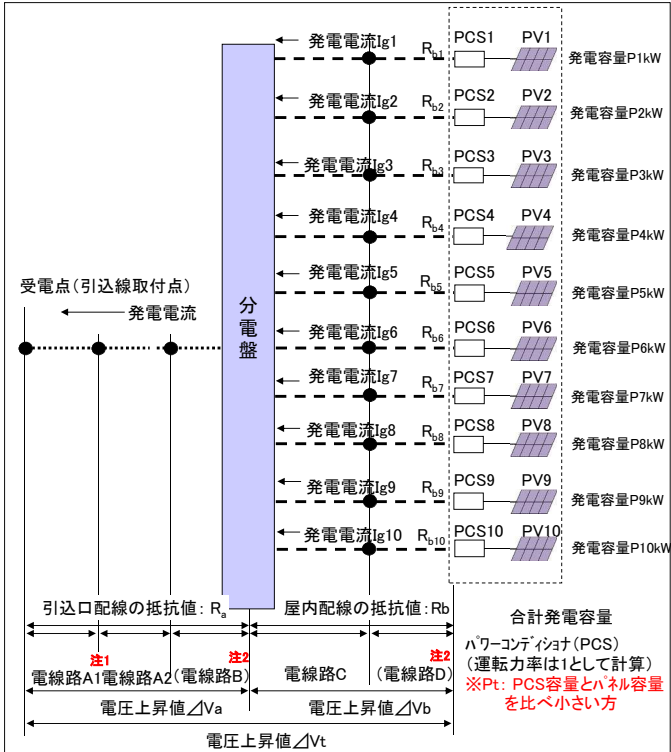 発電電流Ig1 Rb1 PCS1 PV1 発電容量P1kW
発電電流Ig2 Rb2 PCS2 PV2 発電容量P2kW
発電電流Ig3 Rb3 PCS3 PV3 発電容量P3kW
発電電流Ig4 Rb4 PCS4 PV4 発電容量P4kW
発電電流Ig5 Rb5 PCS5 PV5 発電容量P5kW
発電電流Ig6 Rb6 PCS6 PV6 発電容量P6kW
発電電流Ig7 Rb7 PCS7 PV7 発電容量P7kW
発電電流Ig8 Rb8 PCS8 PV8 発電容量P8kW
発電電流Ig9 Rb9 PCS9 PV9 発電容量P9kW
発電電流Ig10 Rb10 PCS10 PV10 発電容量P10kW
受電点(引込線取付点)
発電電流
分電盤
引込口配線の抵抗値: Ra
屋内配線の抵抗値:Rb
注1 注2 注2
電線路A1 電線路A2 (電線路B) 電線路C (電線路D)
電圧上昇値⊿Va 電圧上昇値⊿Vb
電圧上昇値⊿Vt
合計発電容量
パワーコンディショナ(PCS)
(運転力率は1として計算)
※Pt: PCS容量とパネル容量
を比べ小さい方